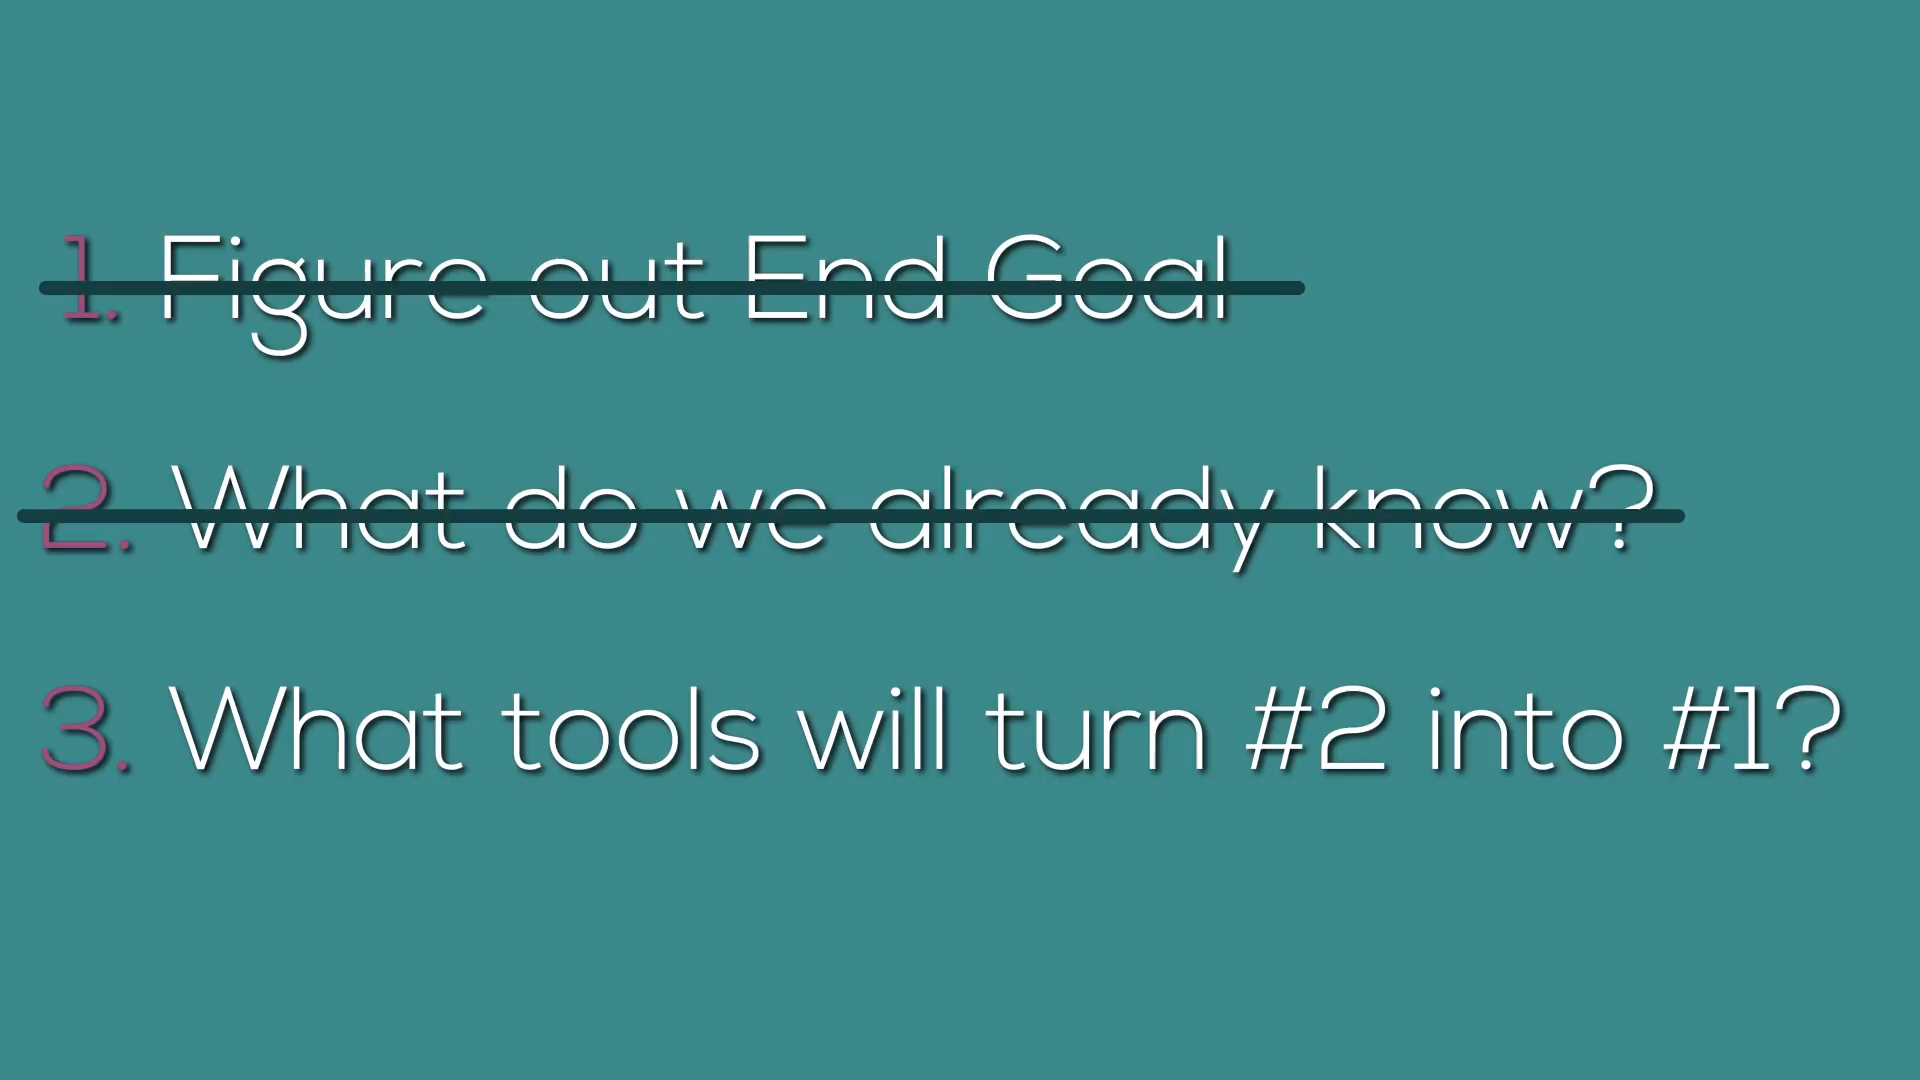 1. Figure out End Goal
2. What do we already know?
3. What tools will turn #2 into #1?